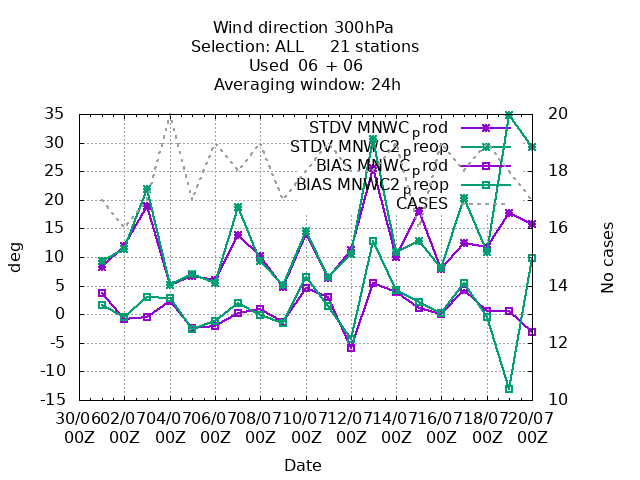 Wind direction 300hPa
Selection: ALL     21 stations
Used  06 + 06
Averaging window: 24h
STDV MNWC_prod
STDV MNWC2_preop
BIAS MNWC_prod
BIAS MNWC2_preop
CASES
35
30
25
20
15
10
5
0
-5
-10
-15
20
18
16
14
12
10
deg
No cases
30/06 02/07 04/07 06/07 08/07 10/07 12/07 14/07 16/07 18/07 20/07
00Z 00Z 00Z 00Z 00Z 00Z 00Z 00Z 00Z 00Z 00Z
Date